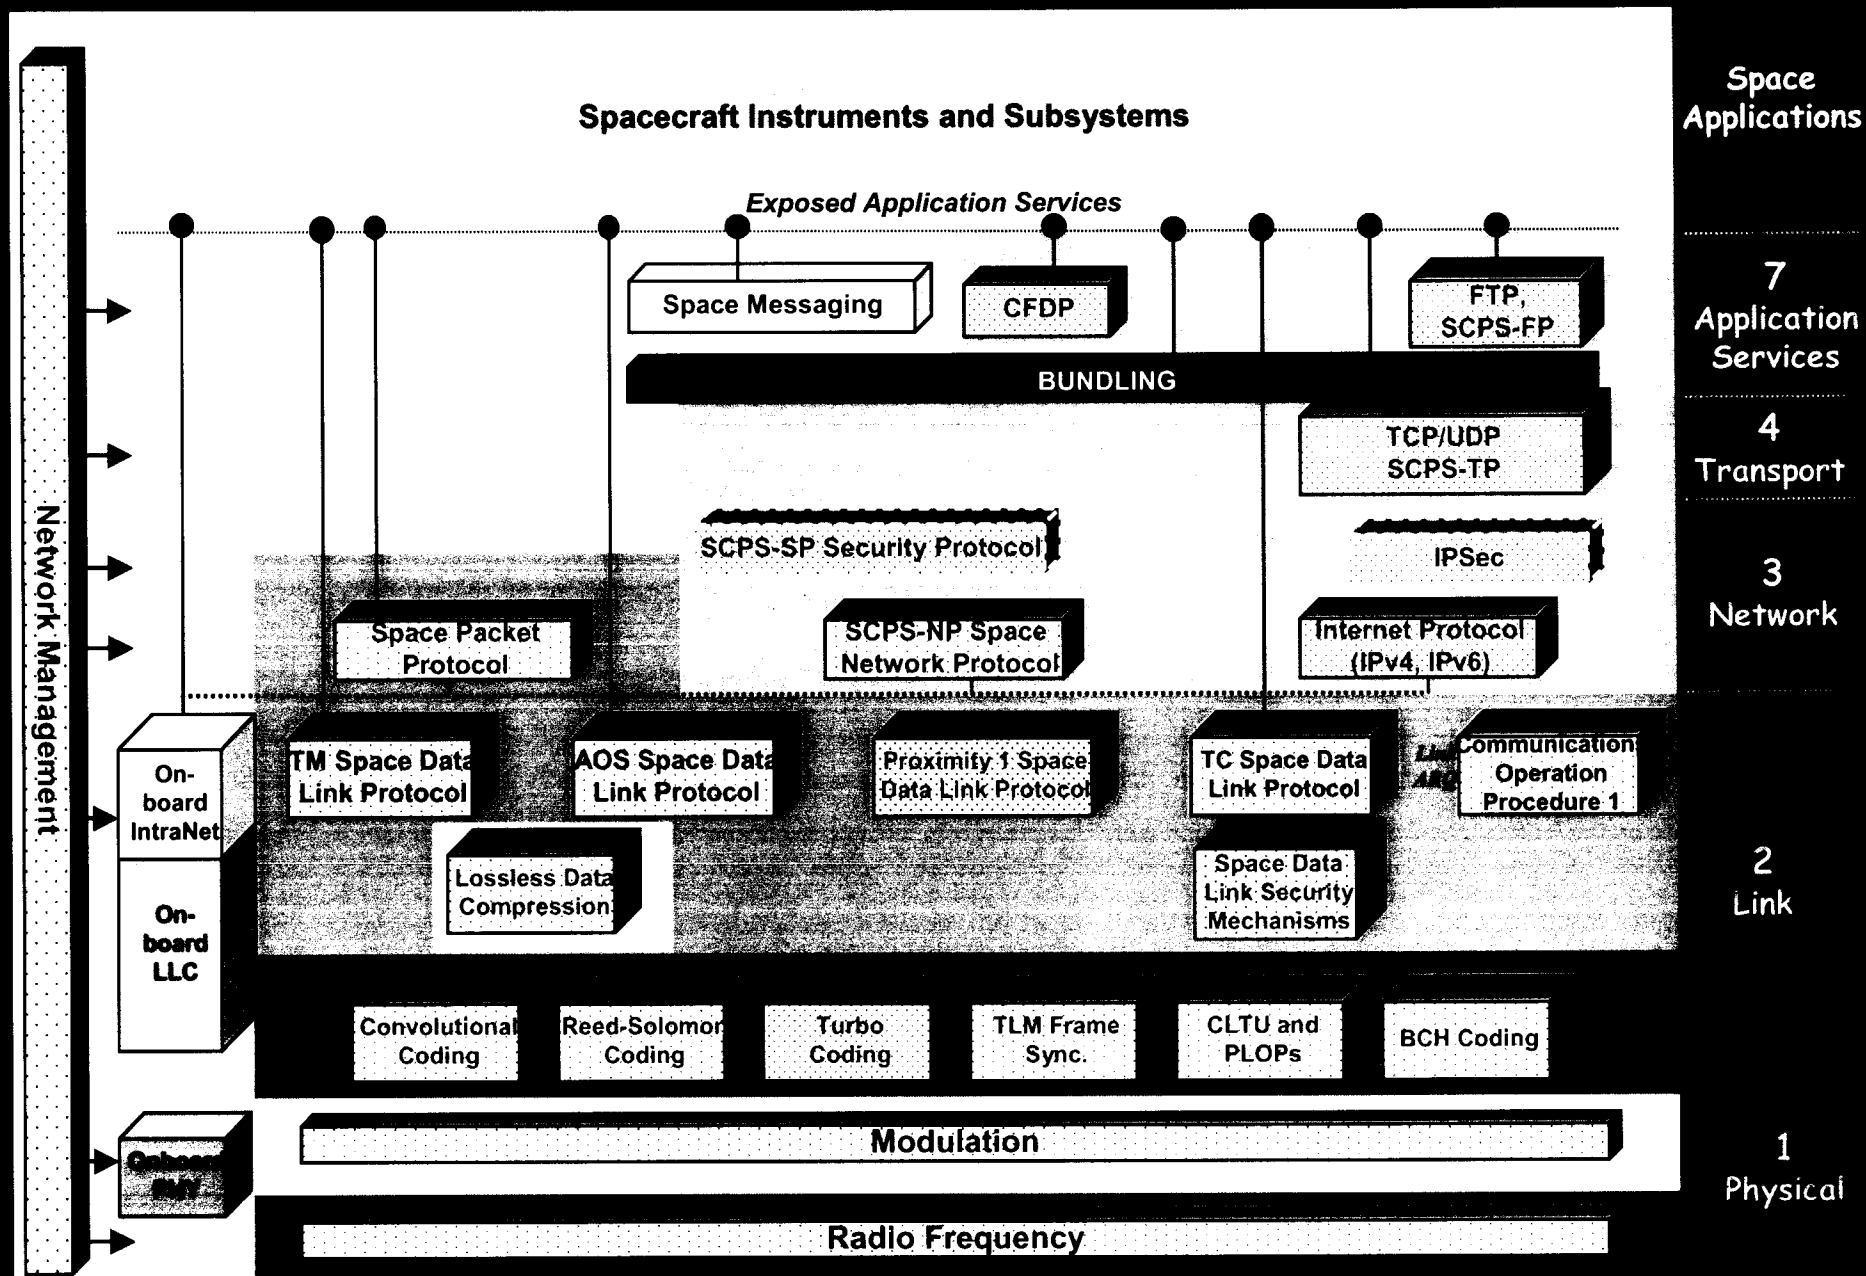 Space
Applications
Spacecraft Instruments and Subsystems
Exposed Application Services
7
Application
Services
Space Messaging
CFDP
FTP,
SCPS-FP
BUNDLING
4
Transport
TCP/UDP
SCPS-TP
Network Management
SCPS-SP Security Protocol
IPSec
3
Network
Space Packet
Protocol
SCPS-NP Space
Network Protocol
Internet Protocol
(IPv4, IPv6)
On-
board
IntraNet
TM Space Data
Link Protocol
AOS Space Data
Link Protocol
Proximity 1 Space
Data Link Protocol
TC Space Data
Link Protocol
Link
ARQ
Communication
Operation
Procedure 1
2
Link
Lossless Data
Compression
Space Data
Link Security
Mechanisms
On-
board
LLC
Convolutional
Coding
Reed-Solomon
Coding
Turbo
Coding
TLM Frame
Sync.
CLTU and
PLOPs
BCH Coding
Modulation
1
Physical
Onboard
PHY
Radio Frequency